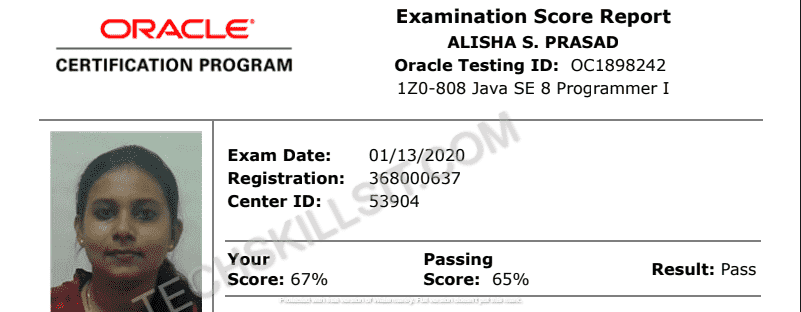 ORACLE
CERTIFICATION PROGRAM
Examination Score Report
ALISHA S. PRASAD
Oracle Testing ID: OC1898242
1Z0-808 Java SE 8 Programmer I
Exam Date: 01/13/2020
Registration: 368000637
Center ID: 53904
Your Score: 67%
Passing Score: 65%
Result: Pass
TECHSKILLSIT.COM